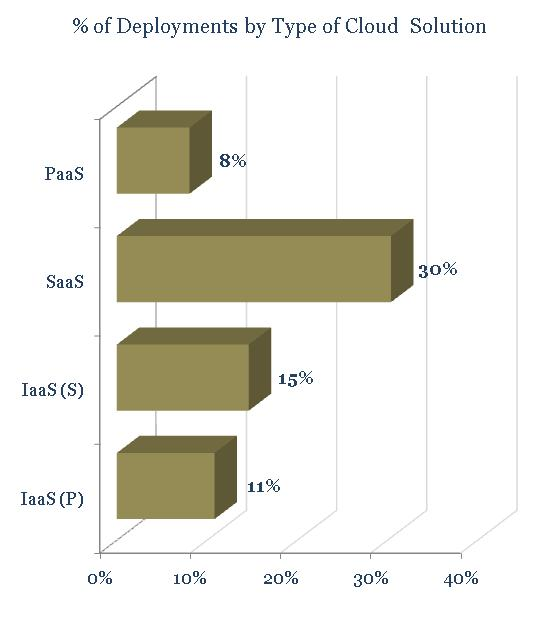 % of Deployments by Type of Cloud Solution
PaaS
8%
SaaS
30%
IaaS (S)
15%
IaaS (P)
11%
0% 10% 20% 30% 40%